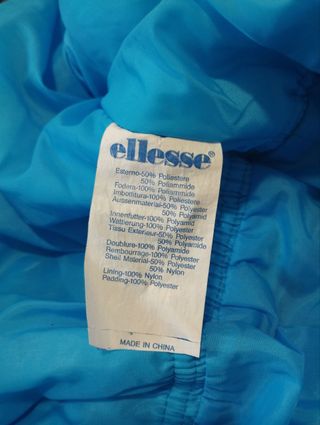 ellesse®
Esterno-50% Poliestere
50% Poliammide
Fodera-100% Poliammide
Imbottitura-100% Poliestere
Aussenmaterial-50% Polyester
50% Polyamid
Innenfutter-100% Polyamid
Wattierung-100% Polyester
Tissu Exterieur-50% Polyester
50% Polyamide
Doublure-100% Polyamide
Rembourrage-100% Polyester
Shell Material-50% Polyester
50% Nylon
Lining-100% Nylon
Padding-100% Polyester
MADE IN CHINA